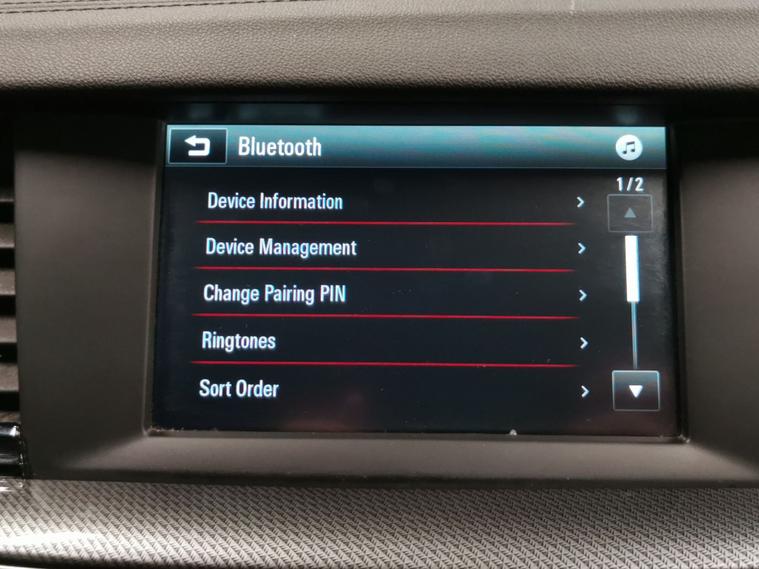 Bluetooth
1/2
Device Information
Device Management
Change Pairing PIN
Ringtones
Sort Order